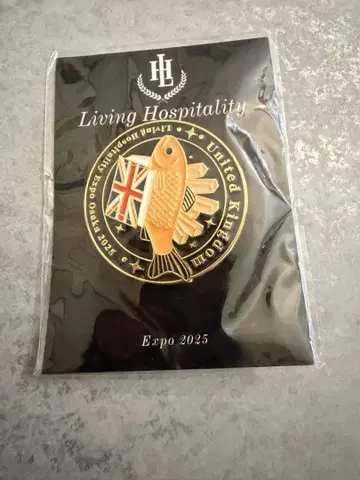 HL
Living Hospitality
Living Hospitality Expo Osaka 2025
United Kingdom
Expo 2025